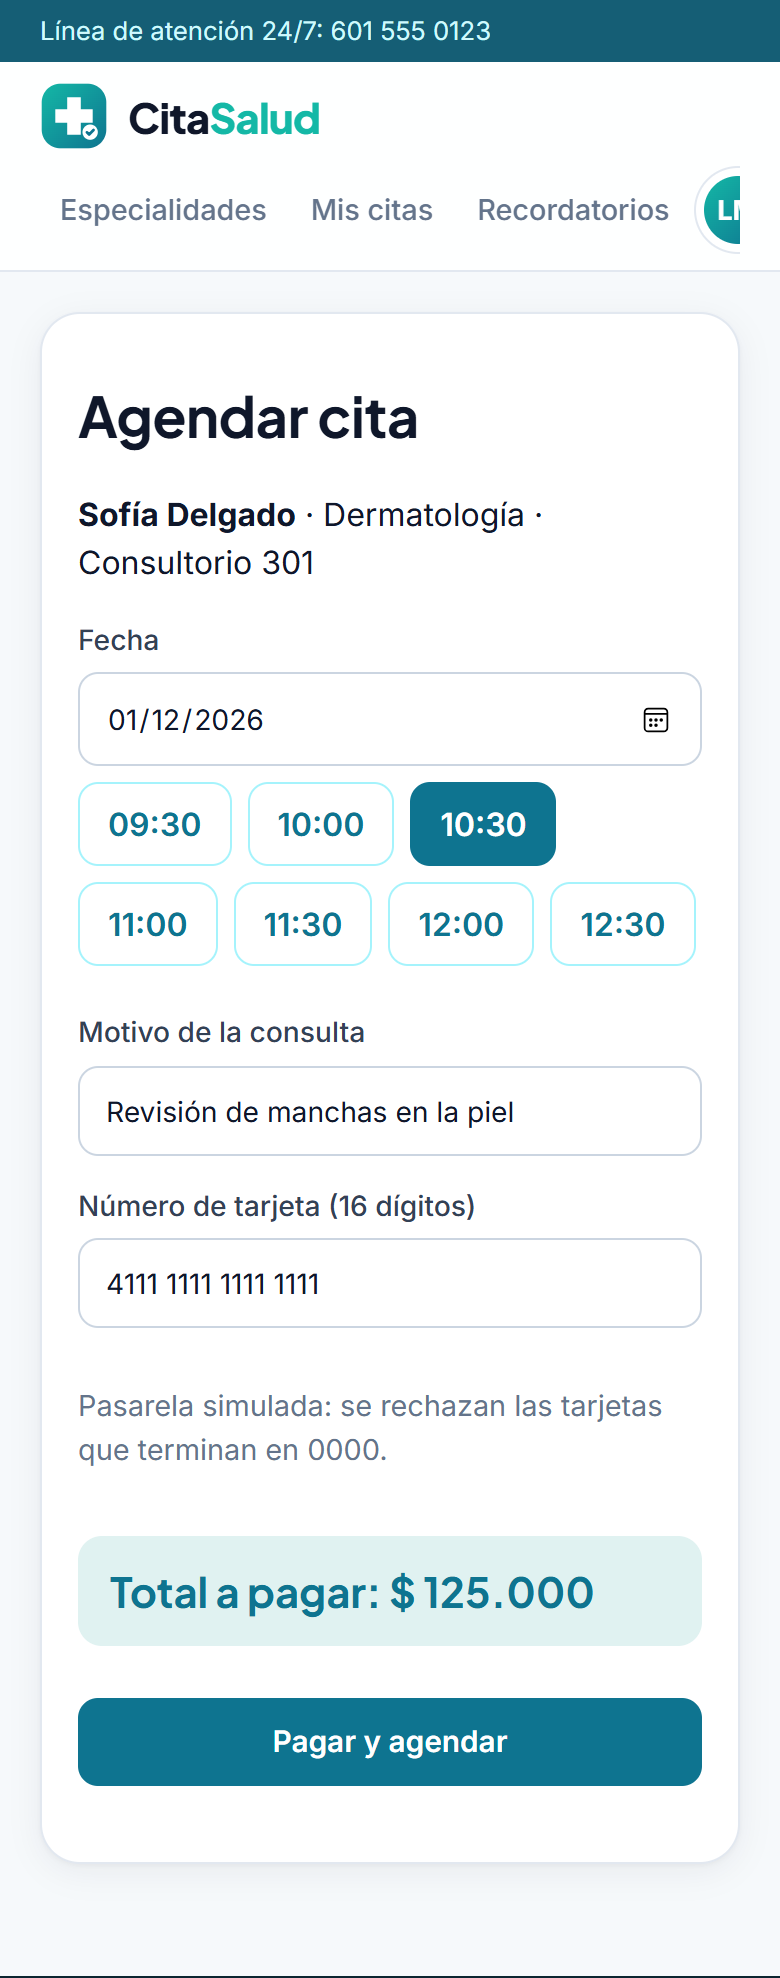 Línea de atención 24/7: 601 555 0123
CitaSalud
Especialidades Mis citas Recordatorios
Agendar cita
Sofía Delgado · Dermatología ·
Consultorio 301
Fecha
01/12/2026
09:30 10:00 10:30
11:00 11:30 12:00 12:30
Motivo de la consulta
Revisión de manchas en la piel
Número de tarjeta (16 dígitos)
4111 1111 1111 1111
Pasarela simulada: se rechazan las tarjetas
que terminan en 0000.
Total a pagar: $ 125.000
Pagar y agendar